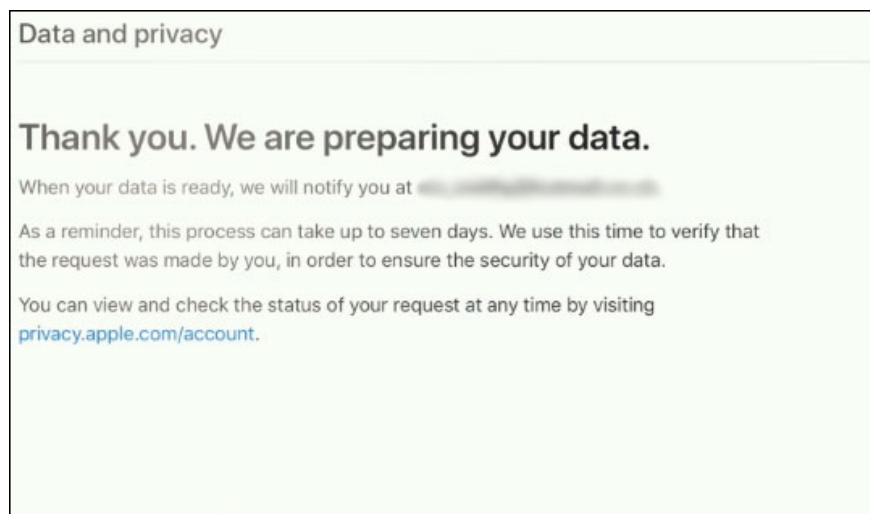 Data and privacy
Thank you. We are preparing your data.
When your data is ready, we will notify you at
As a reminder, this process can take up to seven days. We use this time to verify that
the request was made by you, in order to ensure the security of your data.
You can view and check the status of your request at any time by visiting
privacy.apple.com/account.